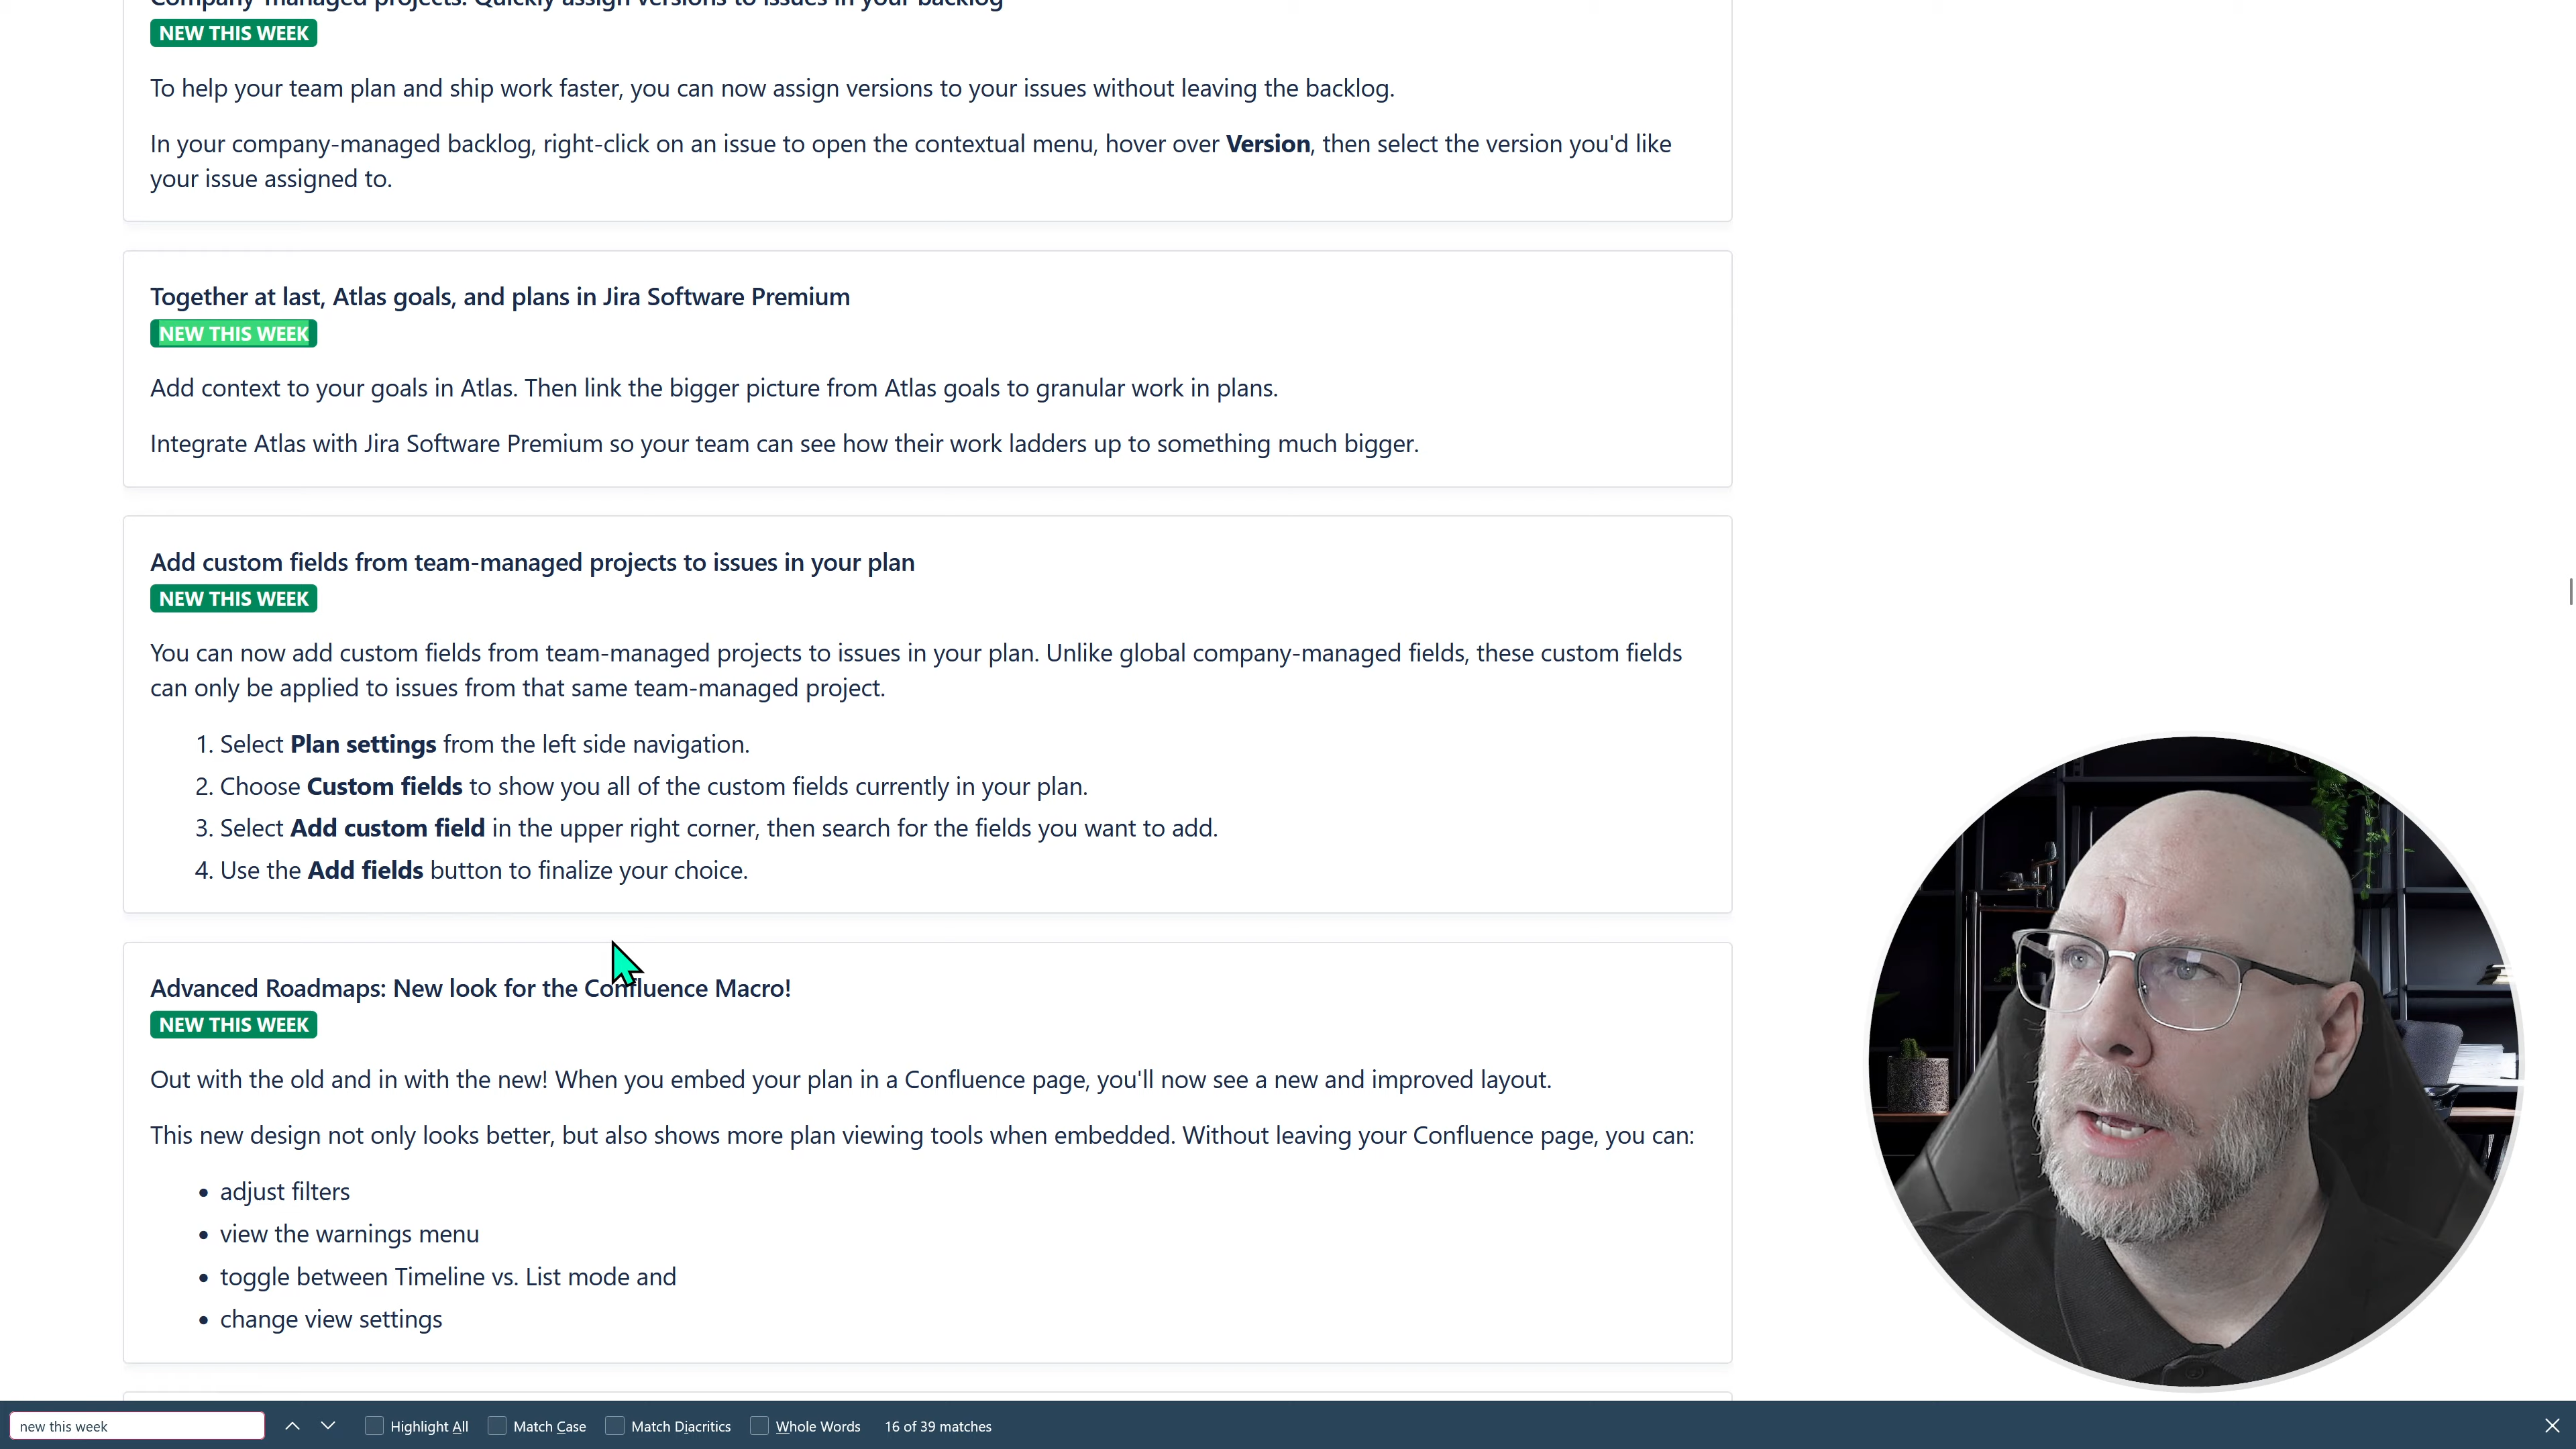 Company-managed projects: Quickly assign versions to issues in your backlog
NEW THIS WEEK
To help your team plan and ship work faster, you can now assign versions to your issues without leaving the backlog.
In your company-managed backlog, right-click on an issue to open the contextual menu, hover over Version, then select the version you'd like
your issue assigned to.
Together at last, Atlas goals, and plans in Jira Software Premium
NEW THIS WEEK
Add context to your goals in Atlas. Then link the bigger picture from Atlas goals to granular work in plans.
Integrate Atlas with Jira Software Premium so your team can see how their work ladders up to something much bigger.
Add custom fields from team-managed projects to issues in your plan
NEW THIS WEEK
You can now add custom fields from team-managed projects to issues in your plan. Unlike global company-managed fields, these custom fields
can only be applied to issues from that same team-managed project.
1. Select Plan settings from the left side navigation.
2. Choose Custom fields to show you all of the custom fields currently in your plan.
3. Select Add custom field in the upper right corner, then search for the fields you want to add.
4. Use the Add fields button to finalize your choice.
Advanced Roadmaps: New look for the Confluence Macro!
NEW THIS WEEK
Out with the old and in with the new! When you embed your plan in a Confluence page, you'll now see a new and improved layout.
This new design not only looks better, but also shows more plan viewing tools when embedded. Without leaving your Confluence page, you can:
• adjust filters
• view the warnings menu
• toggle between Timeline vs. List mode and
• change view settings
new this week Highlight All Match Case Match Diacritics Whole Words 16 of 39 matches